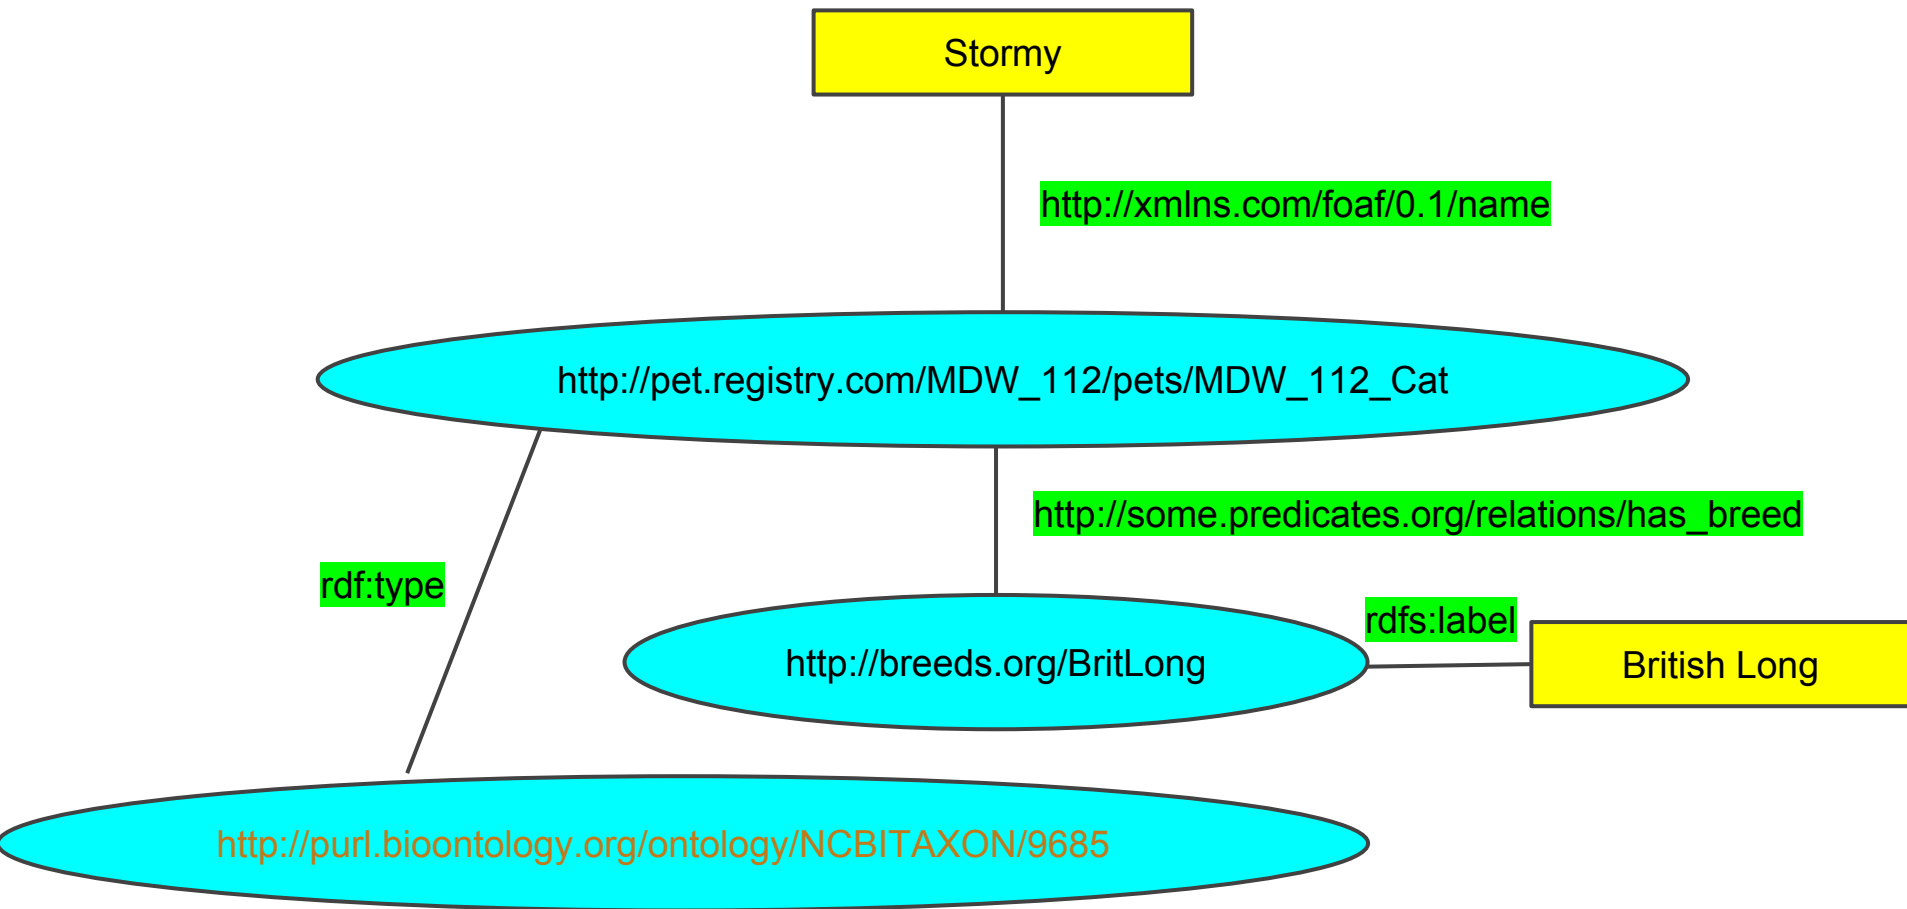 Stormy
http://xmlns.com/foaf/0.1/name
http://pet.registry.com/MDW_112/pets/MDW_112_Cat
http://some.predicates.org/relations/has_breed
rdf:type
rdfs:label
http://breeds.org/BritLong
British Long
http://purl.bioontology.org/ontology/NCBITAXON/9685